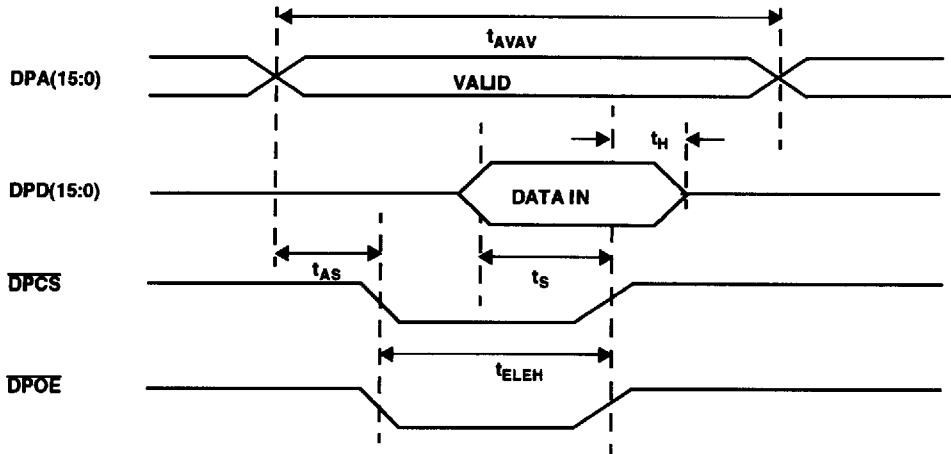 tAVAV
DPA(15:0)
VALID
tH
DPD(15:0)
DATA IN
tAS
tS
DPCS
tELEH
DPOE